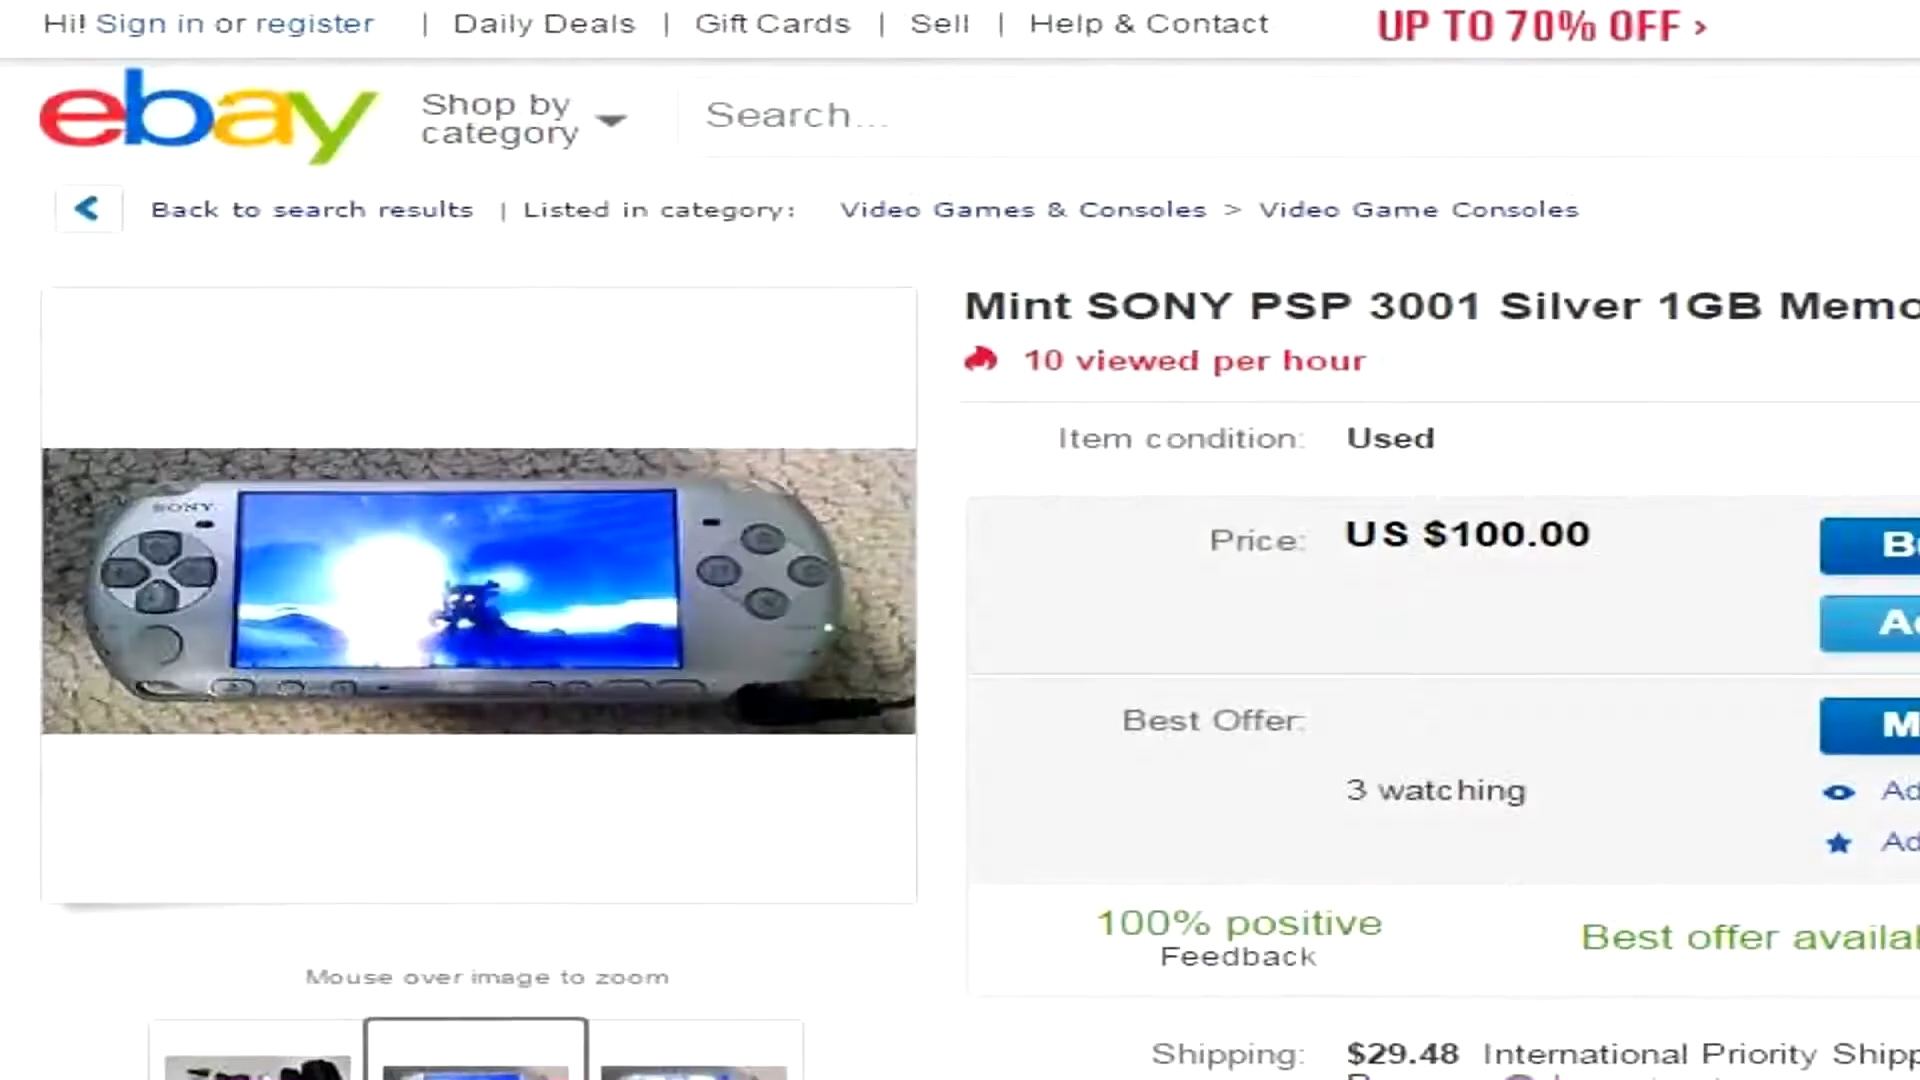 Hi! Sign in or register | Daily Deals | Gift Cards | Sell | Help & Contact UP TO 70% OFF >
ebay
Shop by
category
Search...
Back to search results | Listed in category: Video Games & Consoles > Video Game Consoles
Mint SONY PSP 3001 Silver 1GB Memo
10 viewed per hour
Item condition: Used
SONY
Price: US $100.00
B
A
Best Offer:
M
3 watching
Ad
Ad
100% positive
Feedback
Best offer availa
Mouse over image to zoom
Shipping: $29.48 International Priority Shipp